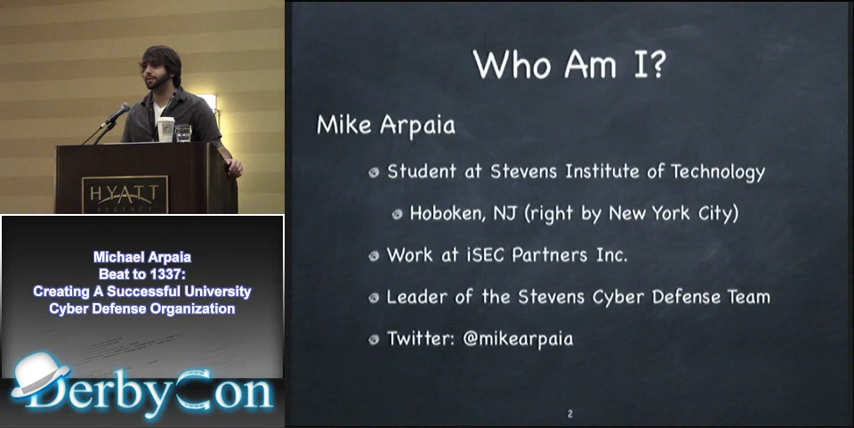 HYATT
REGENCY
Michael Arpaia
Beat to 1337:
Creating A Successful University
Cyber Defense Organization
DerbyCon
Who Am I?
Mike Arpaia
Student at Stevens Institute of Technology
Hoboken, NJ (right by New York City)
Work at iSEC Partners Inc.
Leader of the Stevens Cyber Defense Team
Twitter: @mikearpaia
2